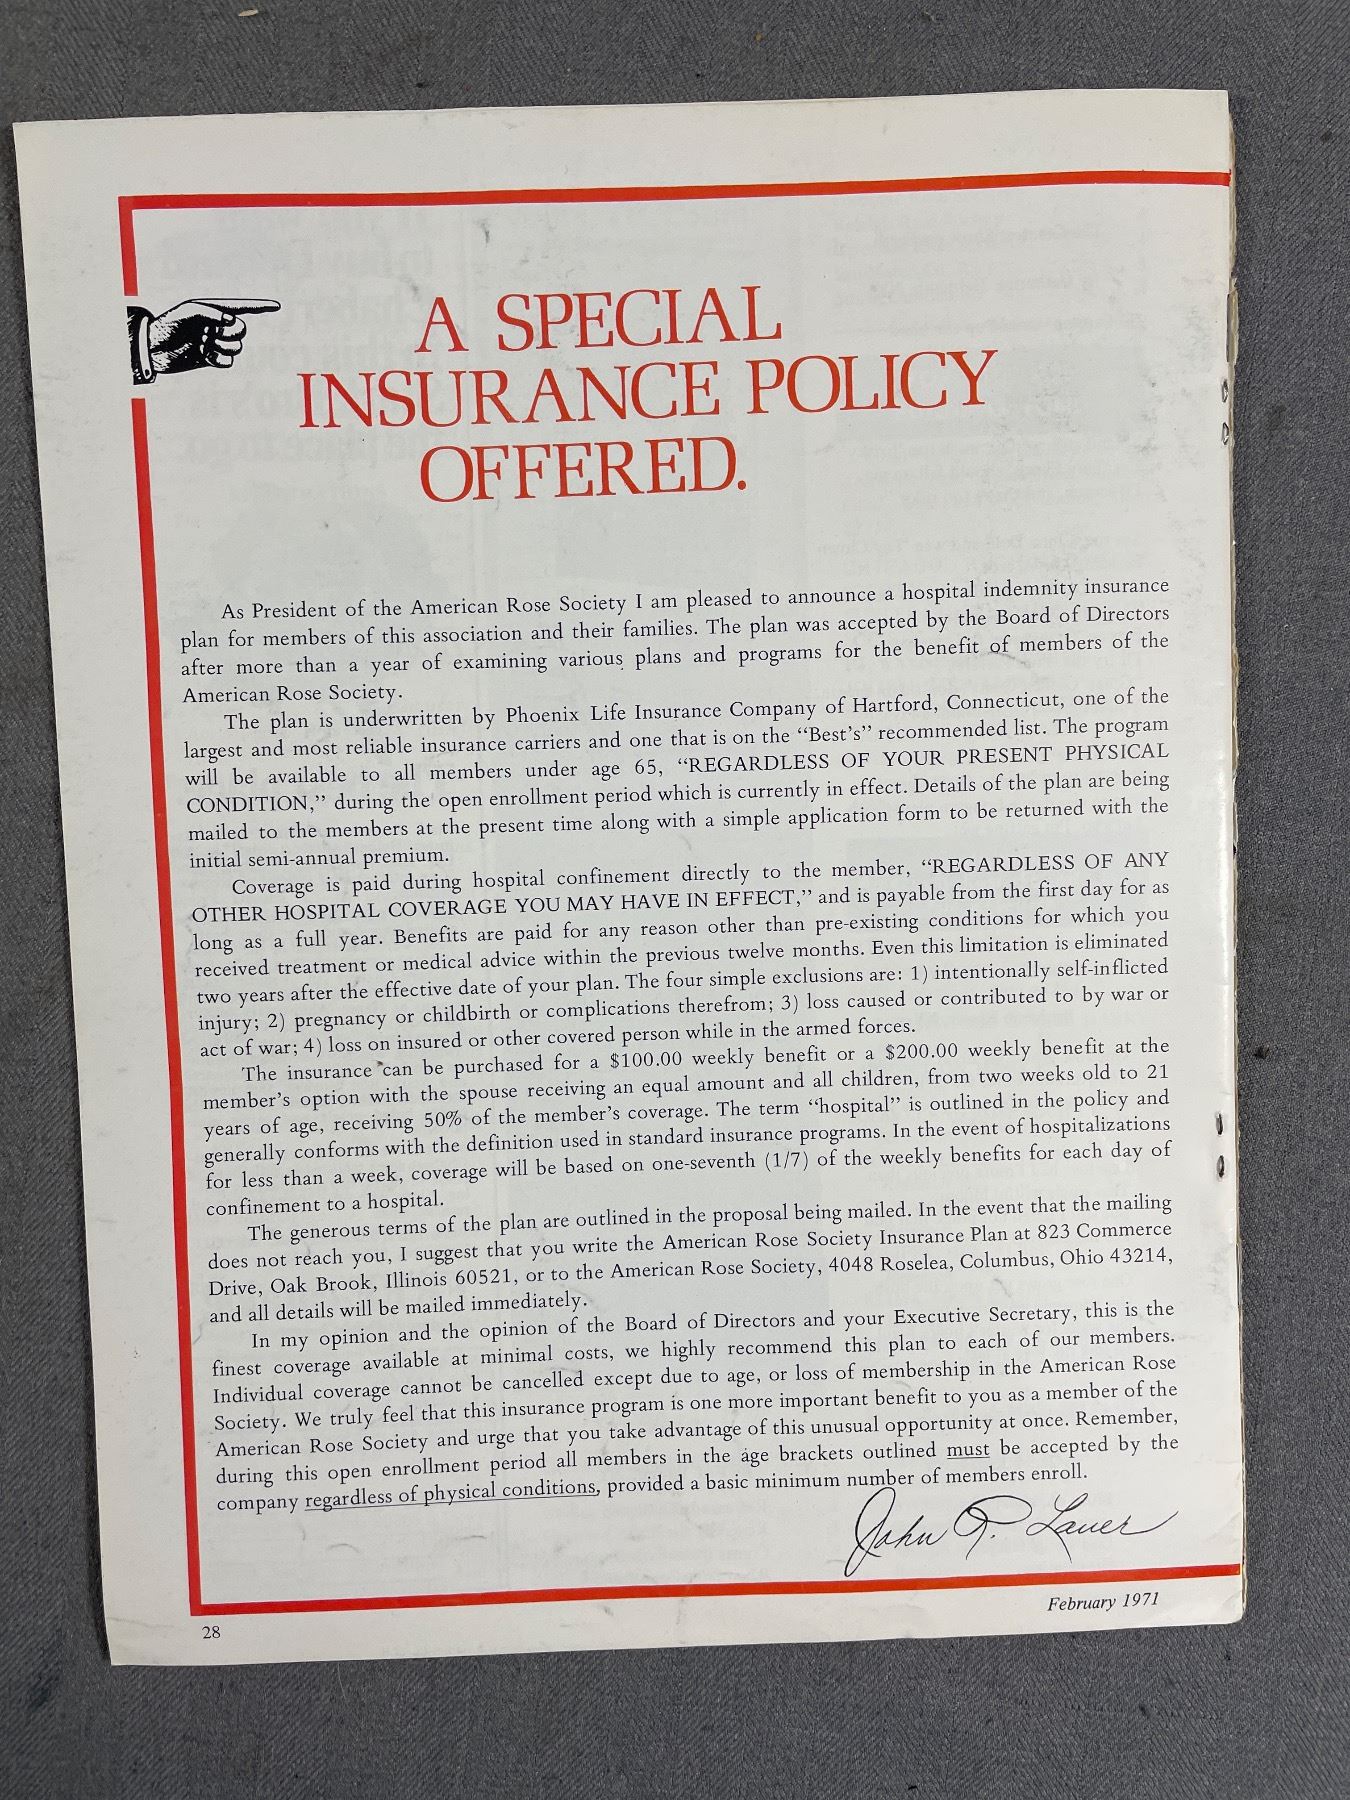 A SPECIAL
INSURANCE POLICY
OFFERED.
As President of the American Rose Society I am pleased to announce a hospital indemnity insurance
plan for members of this association and their families. The plan was accepted by the Board of Directors
after more than a year of examining various plans and programs for the benefit of members of the
American Rose Society.
The plan is underwritten by Phoenix Life Insurance Company of Hartford, Connecticut, one of the
largest and most reliable insurance carriers and one that is on the “Best’s” recommended list. The program
will be available to all members under age 65, “REGARDLESS OF YOUR PRESENT PHYSICAL
CONDITION,” during the open enrollment period which is currently in effect. Details of the plan are being
mailed to the members at the present time along with a simple application form to be returned with the
initial semi-annual premium.
Coverage is paid during hospital confinement directly to the member, “REGARDLESS OF ANY
OTHER HOSPITAL COVERAGE YOU MAY HAVE IN EFFECT,” and is payable from the first day for as
long as a full year. Benefits are paid for any reason other than pre-existing conditions for which you
received treatment or medical advice within the previous twelve months. Even this limitation is eliminated
two years after the effective date of your plan. The four simple exclusions are: 1) intentionally self-inflicted
injury; 2) pregnancy or childbirth or complications therefrom; 3) loss caused or contributed to by war or
act of war; 4) loss on insured or other covered person while in the armed forces.
The insurance can be purchased for a $100.00 weekly benefit or a $200.00 weekly benefit at the
member’s option with the spouse receiving an equal amount and all children, from two weeks old to 21
years of age, receiving 50% of the member’s coverage. The term “hospital” is outlined in the policy and
generally conforms with the definition used in standard insurance programs. In the event of hospitalizations
for less than a week, coverage will be based on one-seventh (1/7) of the weekly benefits for each day of
confinement to a hospital.
The generous terms of the plan are outlined in the proposal being mailed. In the event that the mailing
does not reach you, I suggest that you write the American Rose Society Insurance Plan at 823 Commerce
Drive, Oak Brook, Illinois 60521, or to the American Rose Society, 4048 Roselea, Columbus, Ohio 43214,
and all details will be mailed immediately.
In my opinion and the opinion of the Board of Directors and your Executive Secretary, this is the
finest coverage available at minimal costs, we highly recommend this plan to each of our members.
Individual coverage cannot be cancelled except due to age, or loss of membership in the American Rose
Society. We truly feel that this insurance program is one more important benefit to you as a member of the
American Rose Society and urge that you take advantage of this unusual opportunity at once. Remember,
during this open enrollment period all members in the age brackets outlined must be accepted by the
company regardless of physical conditions, provided a basic minimum number of members enroll.
John R. Lauer
February 1971
28